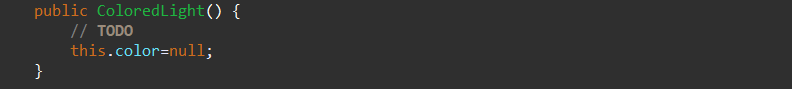 public ColoredLight() {
// TODO
this.color=null;
}